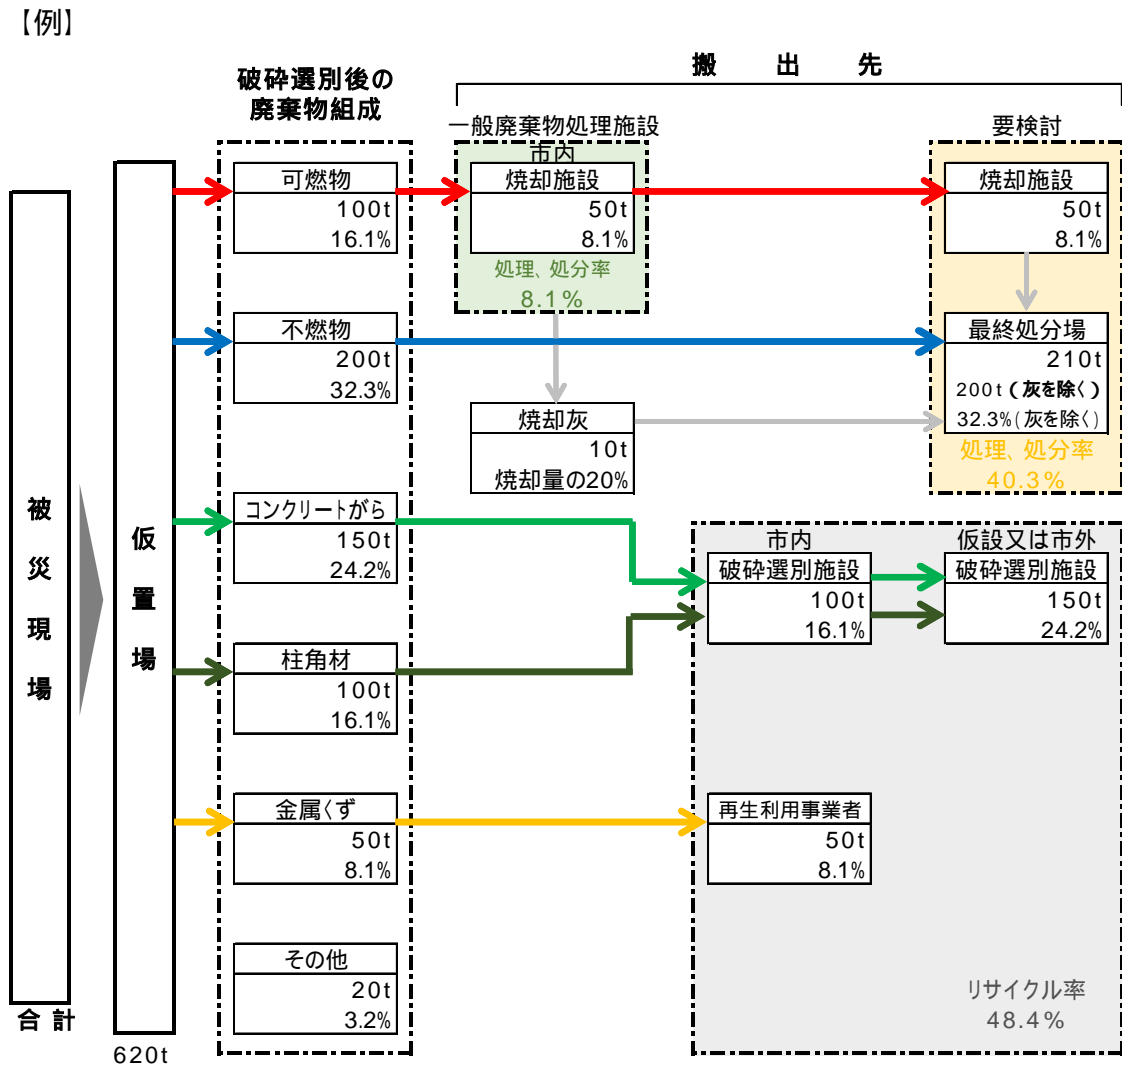 【例】
搬出先
破砕選別後の
廃棄物組成
一般廃棄物処理施設
市内
要検討
可燃物
100t
16.1%
焼却施設
50t
8.1%
処理、処分率
8.1%
焼却施設
50t
8.1%
不燃物
200t
32.3%
最終処分場
210t
200t（灰を除く）
32.3%（灰を除く）
処理、処分率
40.3%
焼却灰
10t
焼却量の20%
被災現場
仮置場
コンクリートがら
150t
24.2%
市内
破砕選別施設
100t
16.1%
仮設又は市外
破砕選別施設
150t
24.2%
柱角材
100t
16.1%
金属くず
50t
8.1%
再生利用事業者
50t
8.1%
その他
20t
3.2%
リサイクル率
48.4%
合計
620t